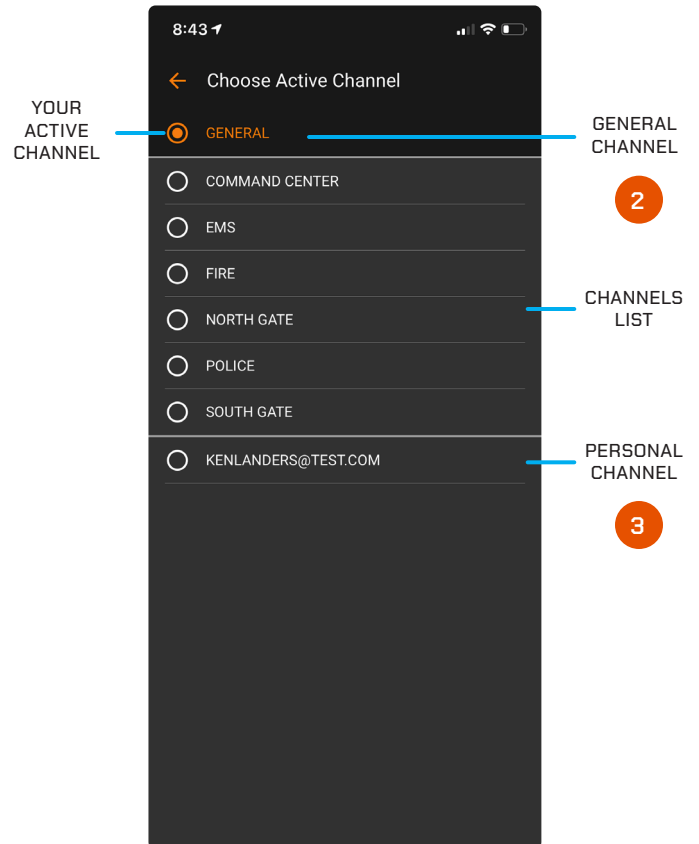 8:43
Choose Active Channel
YOUR
ACTIVE
CHANNEL
GENERAL
GENERAL
CHANNEL
2
COMMAND CENTER
EMS
FIRE
NORTH GATE
CHANNELS
LIST
POLICE
SOUTH GATE
KENLANDERS@TEST.COM
PERSONAL
CHANNEL
3